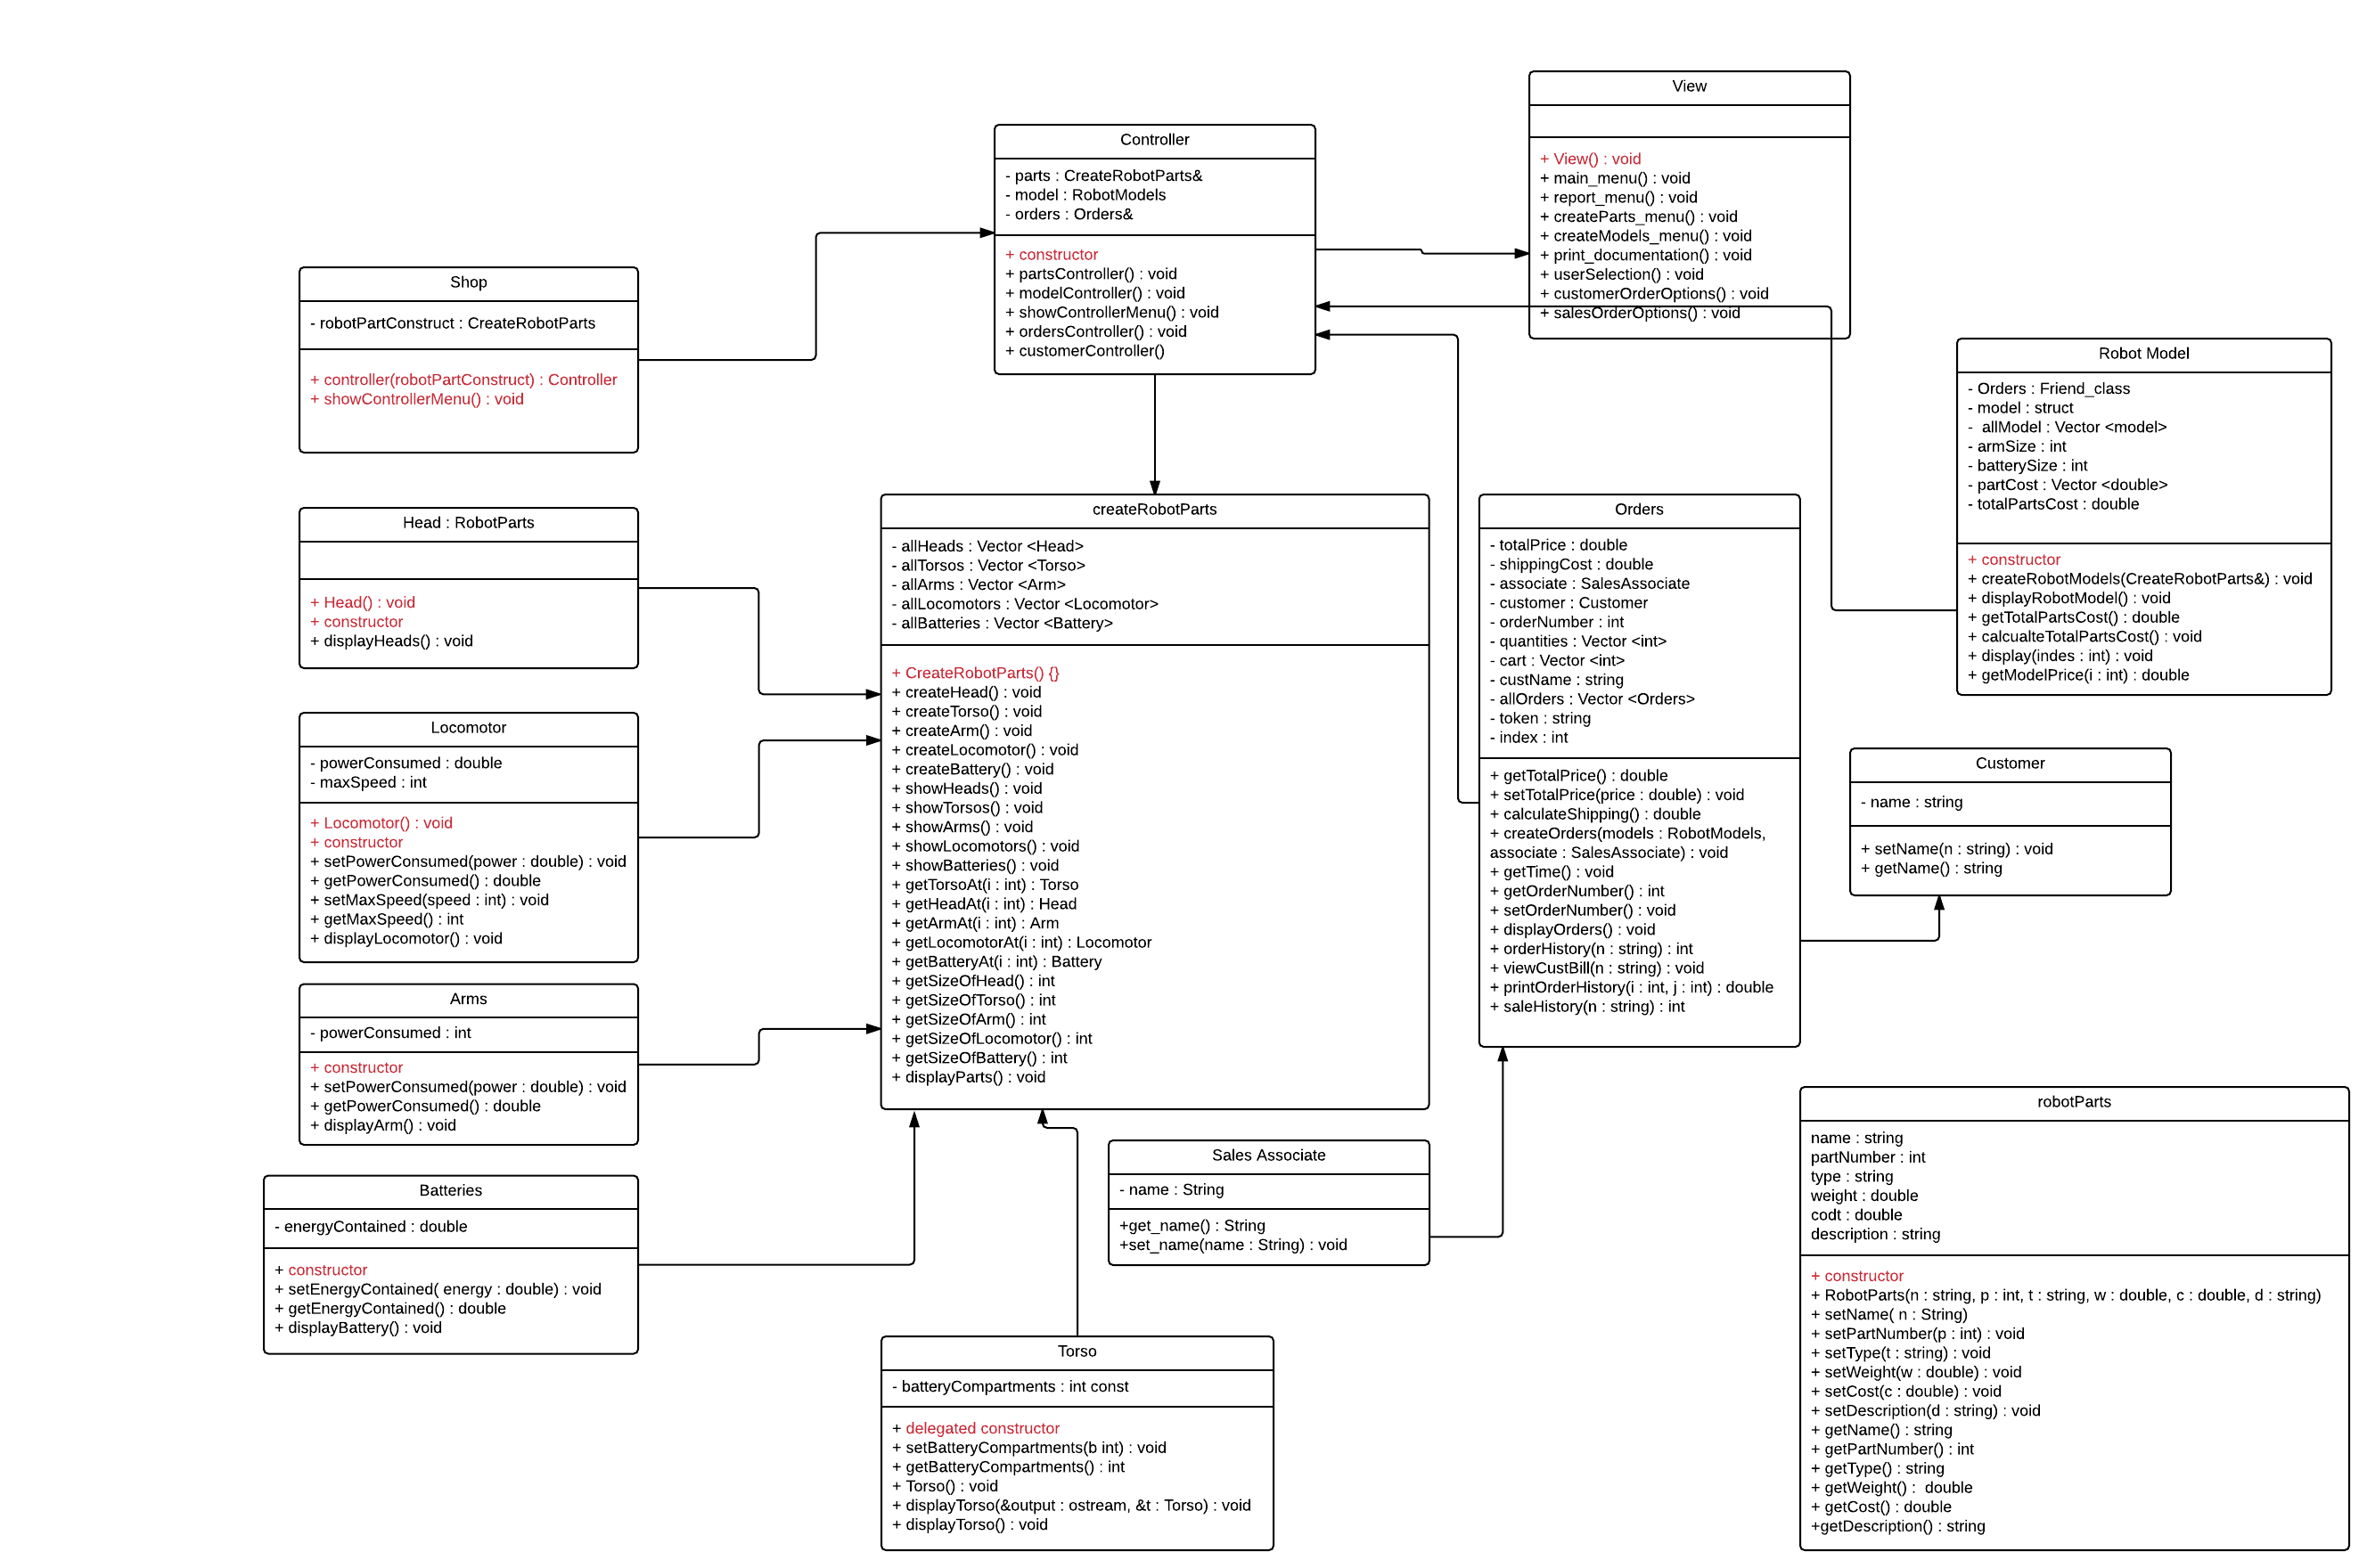 View
+ View() : void
+ main_menu() : void
+ report_menu() : void
+ createParts_menu() : void
+ createModels_menu() : void
+ print_documentation() : void
+ userSelection() : void
+ customerOrderOptions() : void
+ salesOrderOptions() : void
Controller
- parts : CreateRobotParts&
- model : RobotModels
- orders : Orders&
+ constructor
+ partsController() : void
+ modelController() : void
+ showControllerMenu() : void
+ ordersController() : void
+ customerController()
Shop
- robotPartConstruct : CreateRobotParts
+ controller(robotPartConstruct) : Controller
+ showControllerMenu() : void
Robot Model
- Orders : Friend_class
- model : struct
-  allModel : Vector <model>
- armSize : int
- batterySize : int
- partCost : Vector <double>
- totalPartsCost : double
+ constructor
+ createRobotModels(CreateRobotParts&) : void
+ displayRobotModel() : void
+ getTotalPartsCost() : double
+ calcualteTotalPartsCost() : void
+ display(indes : int) : void
+ getModelPrice(i : int) : double
Head : RobotParts
+ Head() : void
+ constructor
+ displayHeads() : void
createRobotParts
- allHeads : Vector <Head>
- allTorsos : Vector <Torso>
- allArms : Vector <Arm>
- allLocomotors : Vector <Locomotor>
- allBatteries : Vector <Battery>
+ CreateRobotParts() {}
+ createHead() : void
+ createTorso() : void
+ createArm() : void
+ createLocomotor() : void
+ createBattery() : void
+ showHeads() : void
+ showTorsos() : void
+ showArms() : void
+ showLocomotors() : void
+ showBatteries() : void
+ getTorsoAt(i : int) : Torso
+ getHeadAt(i : int) : Head
+ getArmAt(i : int) : Arm
+ getLocomotorAt(i : int) : Locomotor
+ getBatteryAt(i : int) : Battery
+ getSizeOfHead() : int
+ getSizeOfTorso() : int
+ getSizeOfArm() : int
+ getSizeOfLocomotor() : int
+ getSizeOfBattery() : int
+ displayParts() : void
Orders
- totalPrice : double
- shippingCost : double
- associate : SalesAssociate
- customer : Customer
- orderNumber : int
- quantities : Vector <int>
- cart : Vector <int>
- custName : string
- allOrders : Vector <Orders>
- token : string
- index : int
+ getTotalPrice() : double
+ setTotalPrice(price : double) : void
+ calculateShipping() : double
+ createOrders(models : RobotModels,
associate : SalesAssociate) : void
+ getTime() : void
+ getOrderNumber() : int
+ setOrderNumber() : void
+ displayOrders() : void
+ orderHistory(n : string) : int
+ viewCustBill(n : string) : void
+ printOrderHistory(i : int, j : int) : double
+ saleHistory(n : string) : int
Locomotor
- powerConsumed : double
- maxSpeed : int
+ Locomotor() : void
+ constructor
+ setPowerConsumed(power : double) : void
+ getPowerConsumed() : double
+ setMaxSpeed(speed : int) : void
+ getMaxSpeed() : int
+ displayLocomotor() : void
Customer
- name : string
+ setName(n : string) : void
+ getName() : string
Arms
- powerConsumed : int
+ constructor
+ setPowerConsumed(power : double) : void
+ getPowerConsumed() : double
+ displayArm() : void
robotParts
name : string
partNumber : int
type : string
weight : double
codt : double
description : string
+ constructor
+ RobotParts(n : string, p : int, t : string, w : double, c : double, d : string)
+ setName( n : String)
+ setPartNumber(p : int) : void
+ setType(t : string) : void
+ setWeight(w : double) : void
+ setCost(c : double) : void
+ setDescription(d : string) : void
+ getName() : string
+ getPartNumber() : int
+ getType() : string
+ getWeight() :  double
+ getCost() : double
+getDescription() : string
Sales Associate
- name : String
+get_name() : String
+set_name(name : String) : void
Batteries
- energyContained : double
+ constructor
+ setEnergyContained( energy : double) : void
+ getEnergyContained() : double
+ displayBattery() : void
Torso
- batteryCompartments : int const
+ delegated constructor
+ setBatteryCompartments(b int) : void
+ getBatteryCompartments() : int
+ Torso() : void
+ displayTorso(&output : ostream, &t : Torso) : void
+ displayTorso() : void